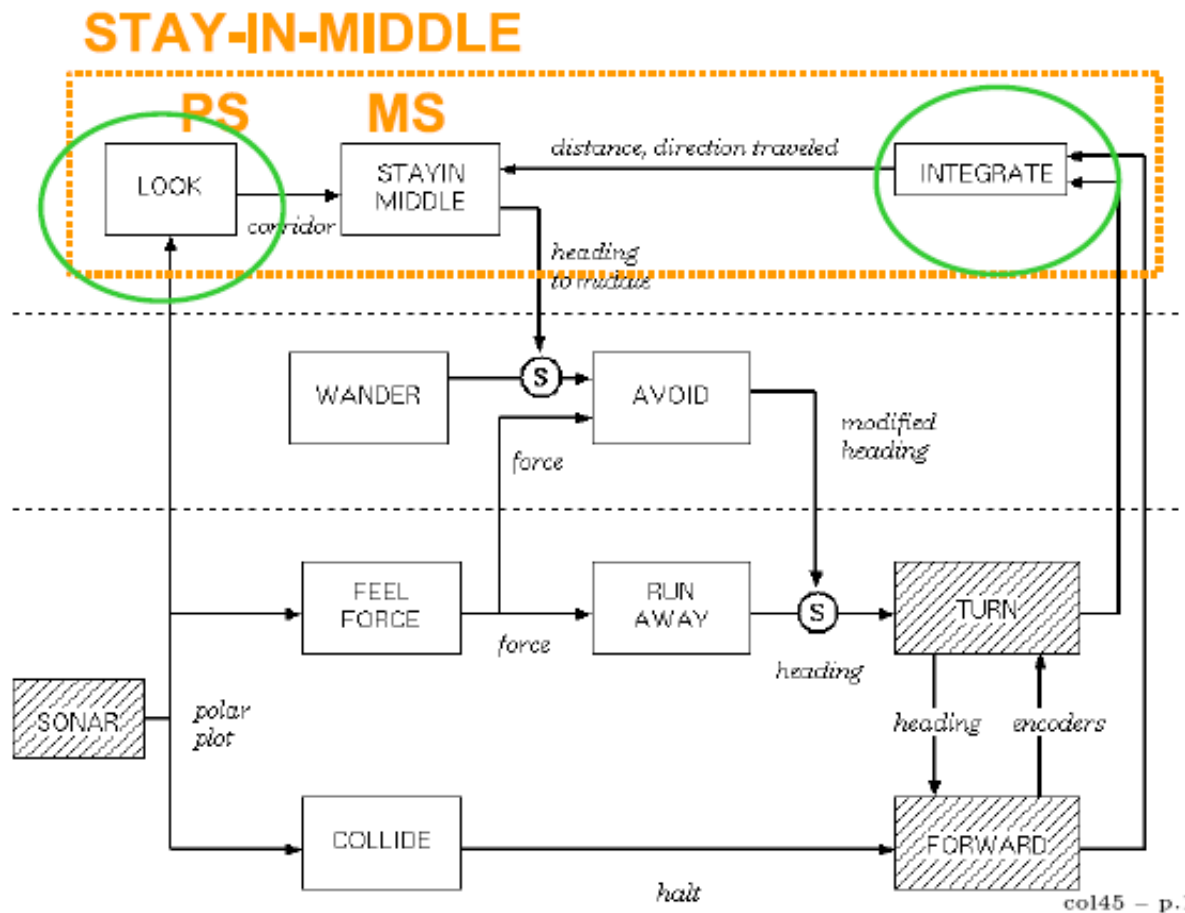 STAY-IN-MIDDLE
PS
MS
LOOK
corridor
STAYIN
MIDDLE
distance, direction traveled
INTEGRATE
heading
to middle
WANDER
S
AVOID
force
modified
heading
FEEL
FORCE
force
RUN
AWAY
S
heading
TURN
SONAR
polar
plot
heading
encoders
COLLIDE
halt
FORWARD
col45 – p.